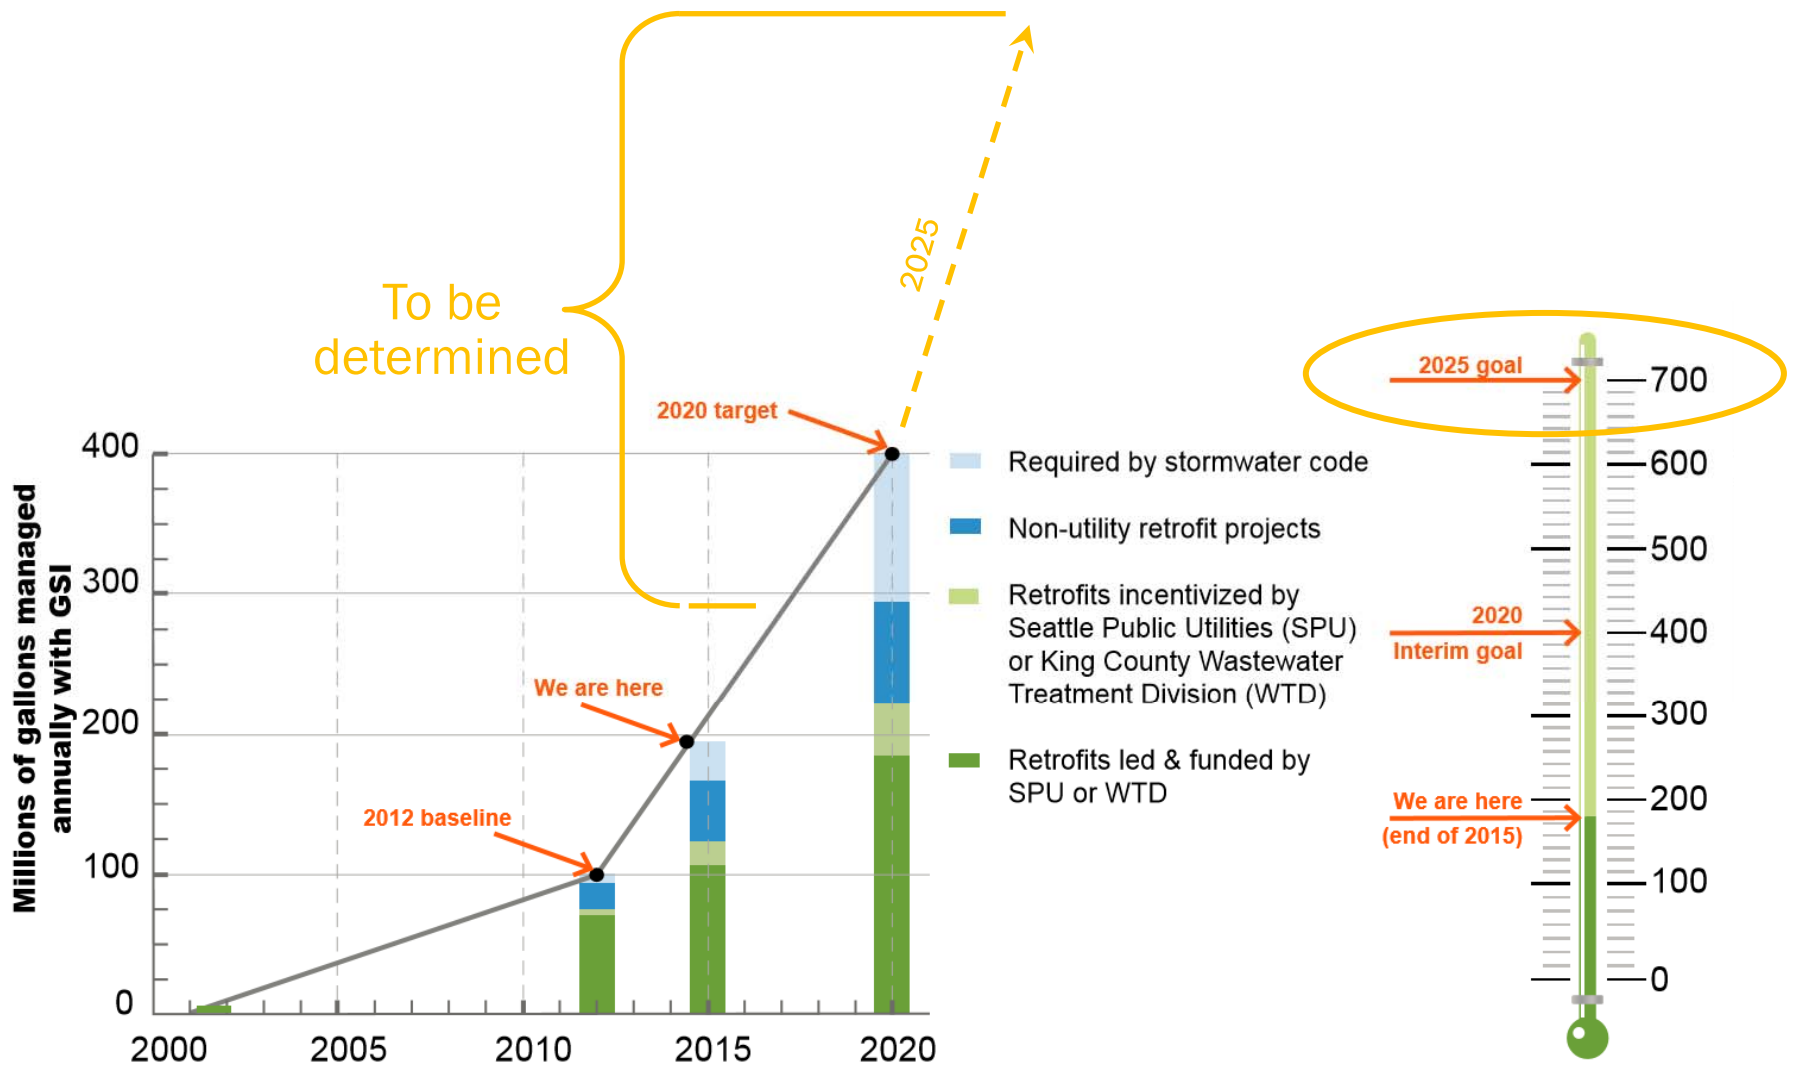 2025
To be
determined
2020 target
We are here
2012 baseline
Millions of gallons managed
annually with GSI
400
300
200
100
0
2000
2005
2010
2015
2020
Required by stormwater code
Non-utility retrofit projects
Retrofits incentivized by
Seattle Public Utilities (SPU)
or King County Wastewater
Treatment Division (WTD)
Retrofits led & funded by
SPU or WTD
2025 goal
2020
Interim goal
We are here
(end of 2015)
700
600
500
400
300
200
100
0